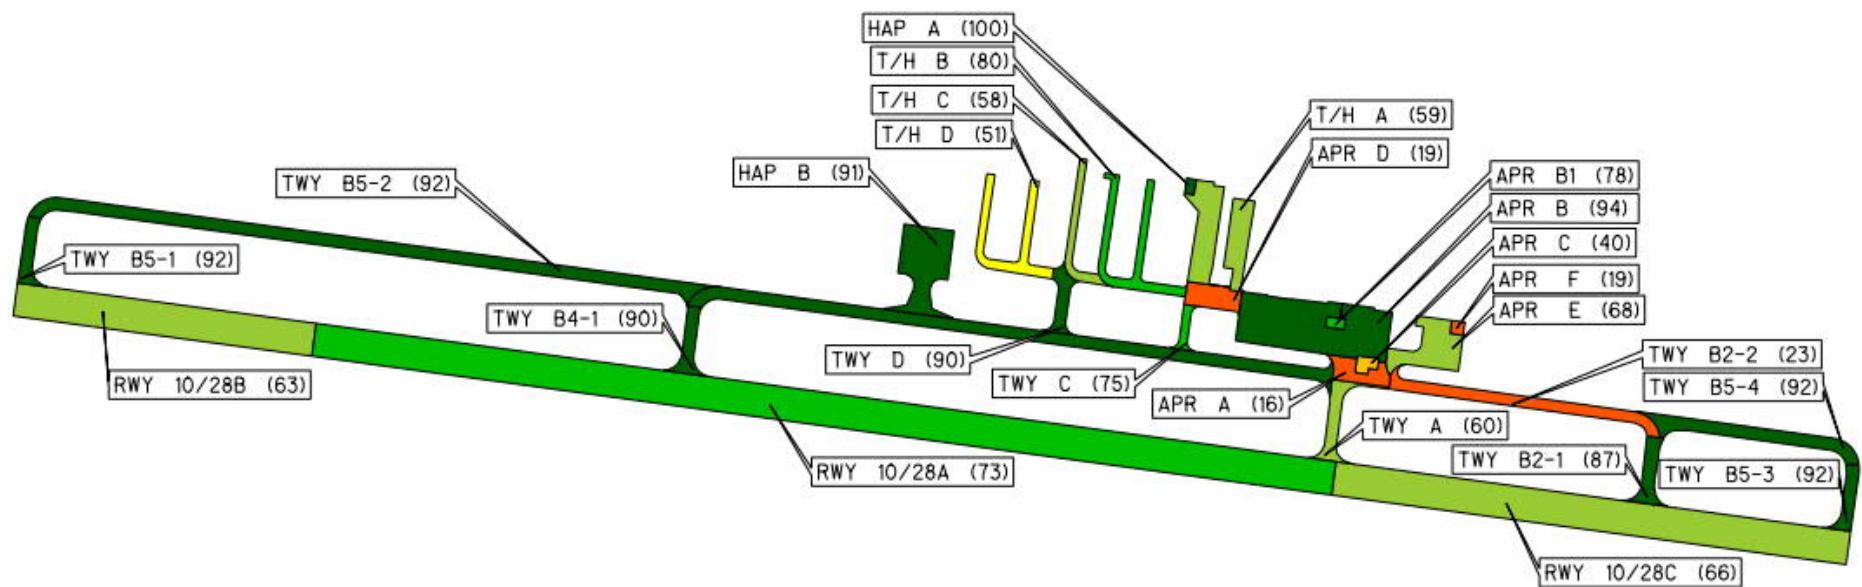 HAP A (100)
T/H B (80)
T/H C (58)
T/H D (51)
T/H A (59)
APR D (19)
HAP B (91)
TWY B5-2 (92)
APR B1 (78)
APR B (94)
APR C (40)
APR F (19)
APR E (68)
TWY B5-1 (92)
TWY B4-1 (90)
TWY D (90)
TWY C (75)
APR A (16)
TWY B2-2 (23)
TWY B5-4 (92)
RWY 10/28B (63)
TWY A (60)
TWY B2-1 (87)
TWY B5-3 (92)
RWY 10/28A (73)
RWY 10/28C (66)